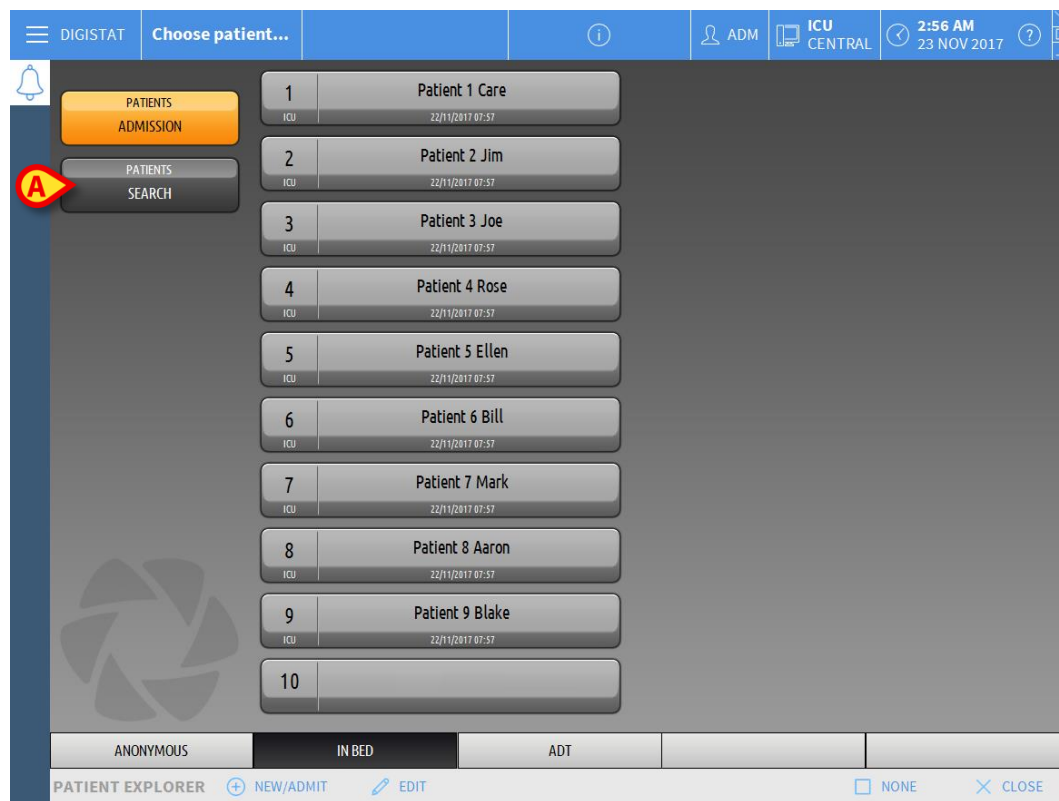 DIGISTAT Choose patient... ADM ICU CENTRAL 2:56 AM 23 NOV 2017 ?
PATIENTS
ADMISSION
PATIENTS
SEARCH
A
1 Patient 1 Care
ICU 22/11/2017 07:57
2 Patient 2 Jim
ICU 22/11/2017 07:57
3 Patient 3 Joe
ICU 22/11/2017 07:57
4 Patient 4 Rose
ICU 22/11/2017 07:57
5 Patient 5 Ellen
ICU 22/11/2017 07:57
6 Patient 6 Bill
ICU 22/11/2017 07:57
7 Patient 7 Mark
ICU 22/11/2017 07:57
8 Patient 8 Aaron
ICU 22/11/2017 07:57
9 Patient 9 Blake
ICU 22/11/2017 07:57
10
ANONYMOUS IN BED ADT
PATIENT EXPLORER NEW/ADMIT EDIT NONE CLOSE